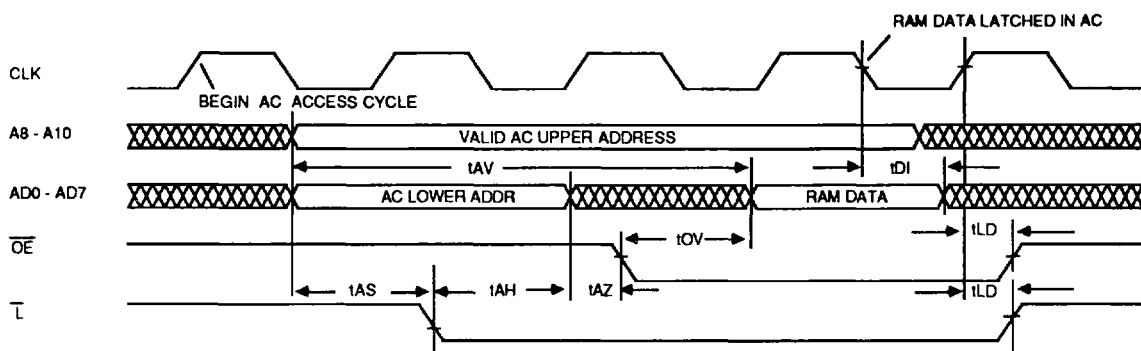 RAM DATA LATCHED IN AC
CLK
BEGIN AC ACCESS CYCLE
A8 - A10
VALID AC UPPER ADDRESS
tAV
tDI
AD0 - AD7
AC LOWER ADDR
RAM DATA
OE
tOV
tLD
tAS
tAH
tAZ
tLD
L